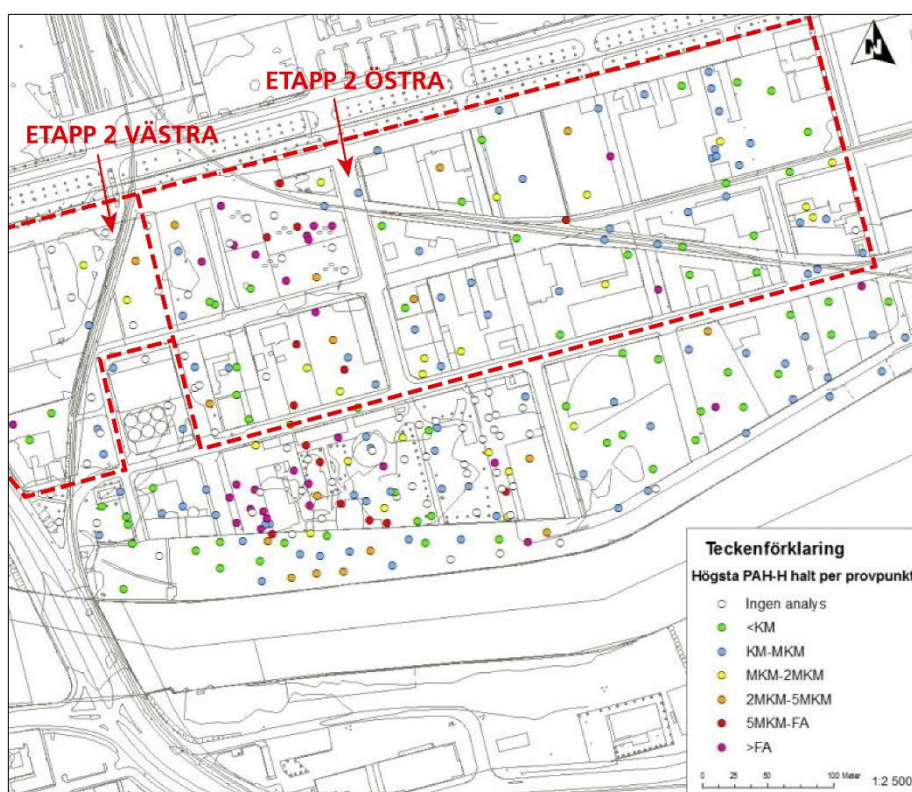 ETAPP 2 ÖSTRA
ETAPP 2 VÄSTRA
N
Teckenförklaring
Högsta PAH-H halt per provpunkt
Ingen analys
<KM
KM-MKM
MKM-2MKM
2MKM-5MKM
5MKM-FA
>FA
0 25 50 100 Meter
1:2 500